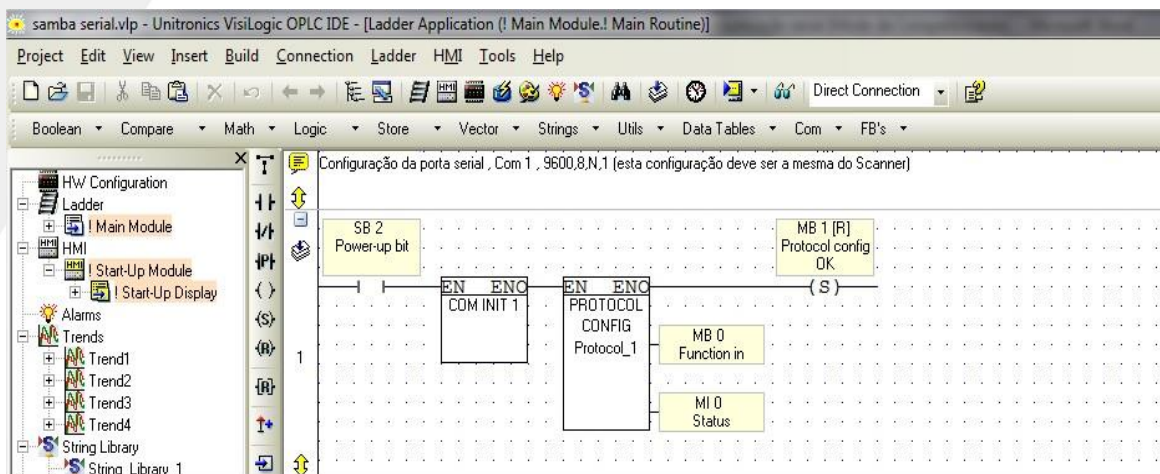 samba serial.vlp - Unitronics VisiLogic OPLC IDE - [Ladder Application (! Main Module.! Main Routine)]
Project Edit View Insert Build Connection Ladder HMI Tools Help
Direct Connection
Boolean Compare Math Logic Store Vector Strings Utils Data Tables Com FB's
HW Configuration
Ladder
! Main Module
HMI
! Start-Up Module
! Start-Up Display
Alarms
Trends
Trend1
Trend2
Trend3
Trend4
String Library
String_Library_1
Configuração da porta serial , Com 1 , 9600,8,N,1 (esta configuração deve ser a mesma do Scanner)
1
SB 2
Power-up bit
EN ENO
COM INIT 1
EN ENO
PROTOCOL
CONFIG
Protocol_1
MB 1 [R]
Protocol config
OK
(S)
MB 0
Function in
MI 0
Status